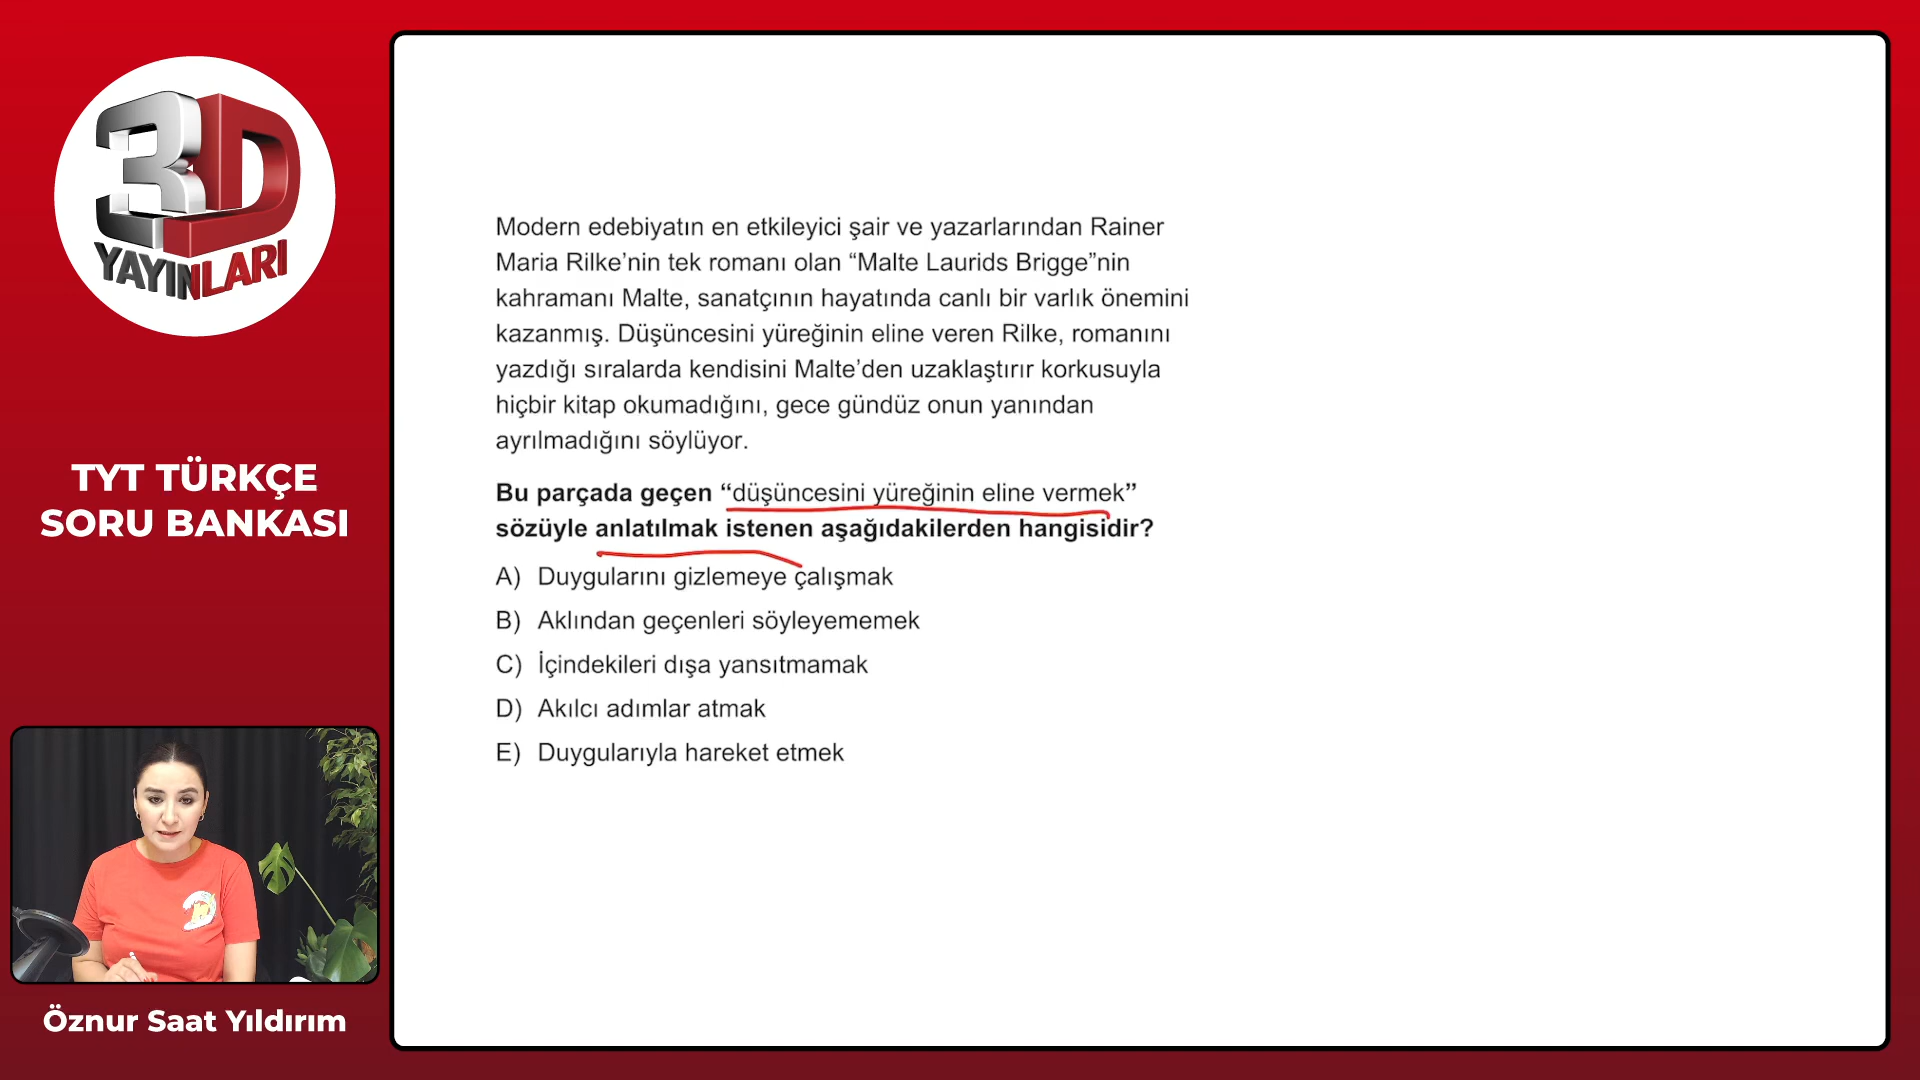 3D
YAYINLARI
TYT TÜRKÇE
SORU BANKASI
Öznur Saat Yıldırım
Modern edebiyatın en etkileyici şair ve yazarlarından Rainer
Maria Rilke’nin tek romanı olan “Malte Laurids Brigge”nin
kahramanı Malte, sanatçının hayatında canlı bir varlık önemini
kazanmış. Düşüncesini yüreğinin eline veren Rilke, romanını
yazdığı sıralarda kendisini Malte’den uzaklaştırır korkusuyla
hiçbir kitap okumadığını, gece gündüz onun yanından
ayrılmadığını söylüyor.
Bu parçada geçen “düşüncesini yüreğinin eline vermek”
sözüyle anlatılmak istenen aşağıdakilerden hangisidir?
A) Duygularını gizlemeye çalışmak
B) Aklından geçenleri söyleyememek
C) İçindekileri dışa yansıtmamak
D) Akılcı adımlar atmak
E) Duygularıyla hareket etmek